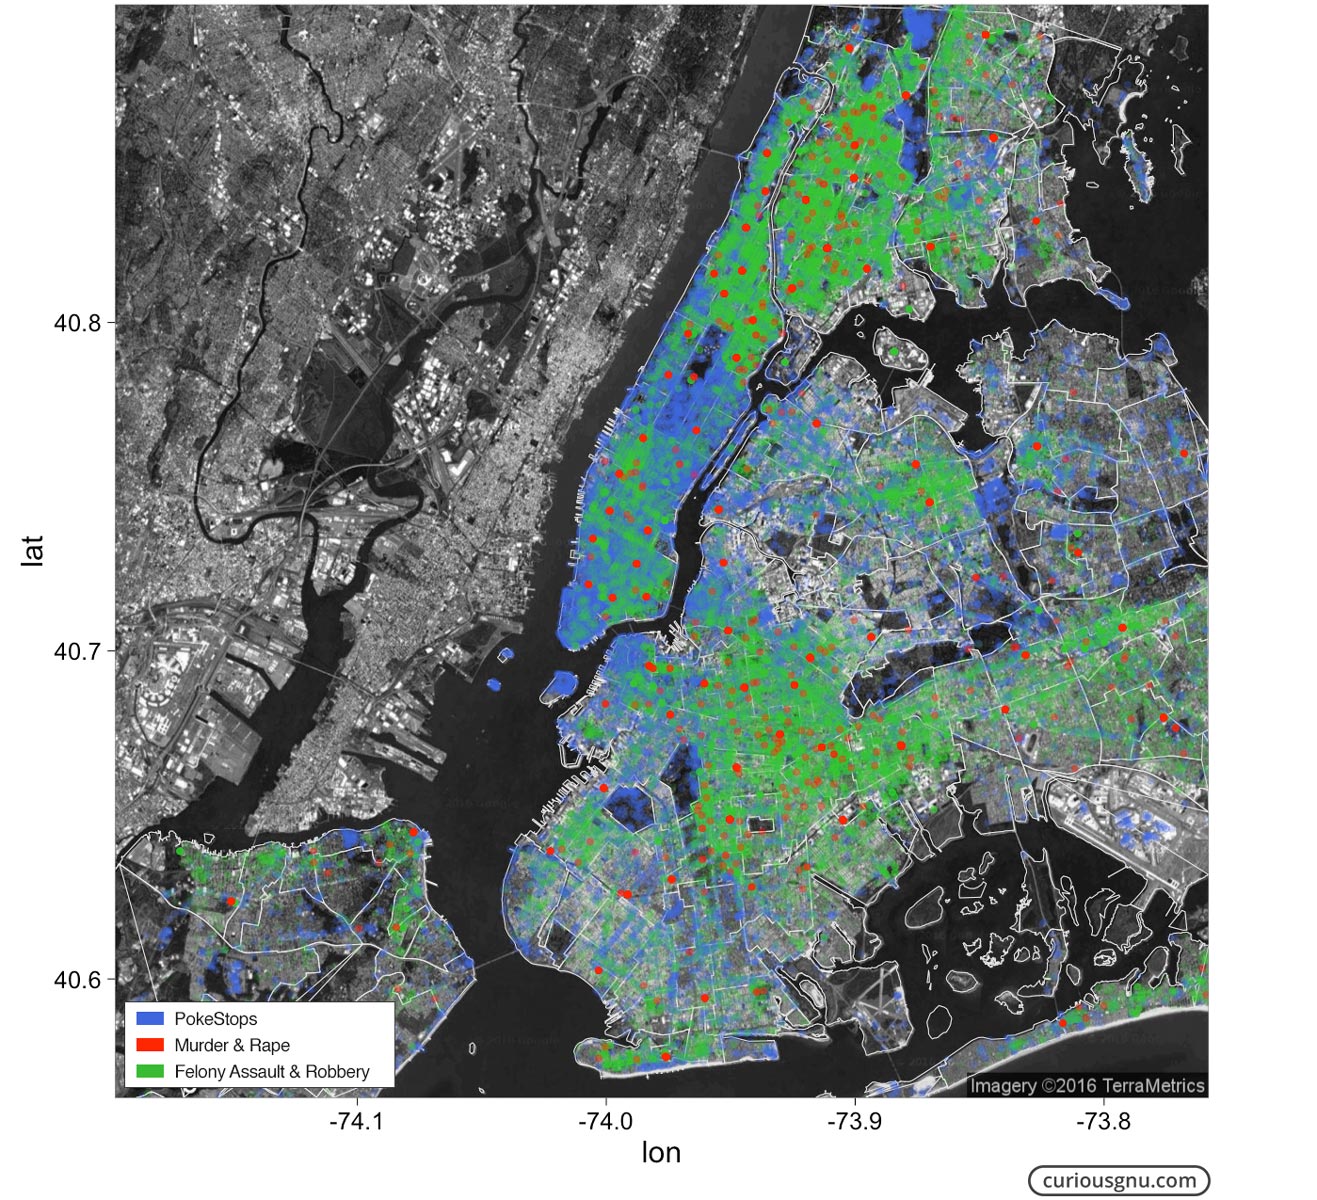 40.8
lat
40.7
40.6
PokeStops
Murder & Rape
Felony Assault & Robbery
Imagery ©2016 TerraMetrics
-74.1
-74.0
-73.9
-73.8
lon
curiousgnu.com